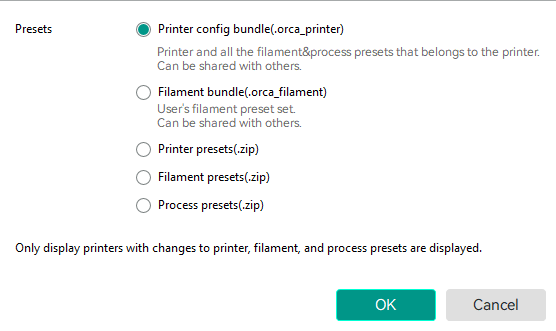 Presets
Printer config bundle(.orca_printer)
Printer and all the filament&process presets that belongs to the printer.
Can be shared with others.
Filament bundle(.orca_filament)
User's filament preset set.
Can be shared with others.
Printer presets(.zip)
Filament presets(.zip)
Process presets(.zip)
Only display printers with changes to printer, filament, and process presets are displayed.
OK
Cancel